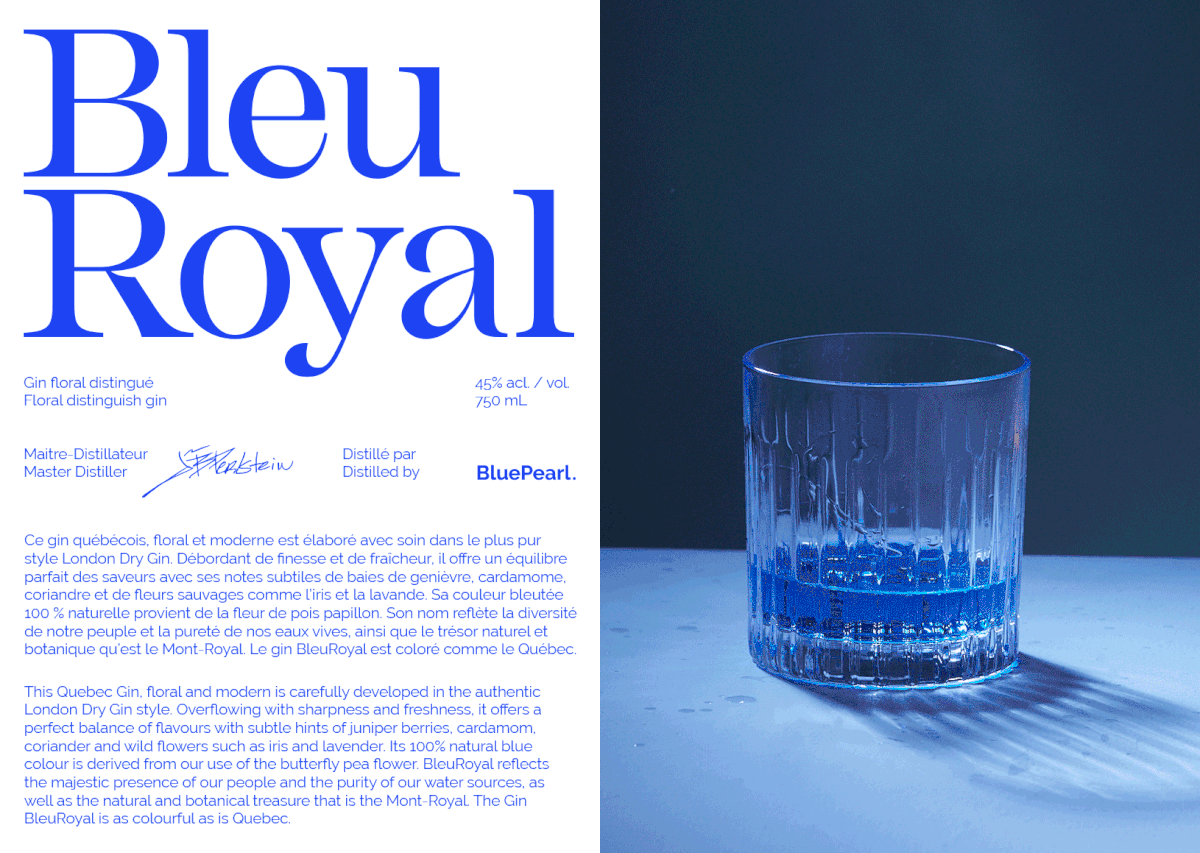 Bleu
Royal
Gin floral distingué
Floral distinguish gin
45% acl. / vol.
750 mL
Maitre-Distillateur
Master Distiller
Distillé par
Distilled by
BluePearl.
Ce gin québécois, floral et moderne est élaboré avec soin dans le plus pur
style London Dry Gin. Débordant de finesse et de fraîcheur, il offre un équilibre
parfait des saveurs avec ses notes subtiles de baies de genièvre, cardamome,
coriandre et de fleurs sauvages comme l'iris et la lavande. Sa couleur bleutée
100 % naturelle provient de la fleur de pois papillon. Son nom reflète la diversité
de notre peuple et la pureté de nos eaux vives, ainsi que le trésor naturel et
botanique qu'est le Mont-Royal. Le gin BleuRoyal est coloré comme le Québec.
This Quebec Gin, floral and modern is carefully developed in the authentic
London Dry Gin style. Overflowing with sharpness and freshness, it offers a
perfect balance of flavours with subtle hints of juniper berries, cardamom,
coriander and wild flowers such as iris and lavender. Its 100% natural blue
colour is derived from our use of the butterfly pea flower. BleuRoyal reflects
the majestic presence of our people and the purity of our water sources, as
well as the natural and botanical treasure that is the Mont-Royal. The Gin
BleuRoyal is as colourful as is Quebec.